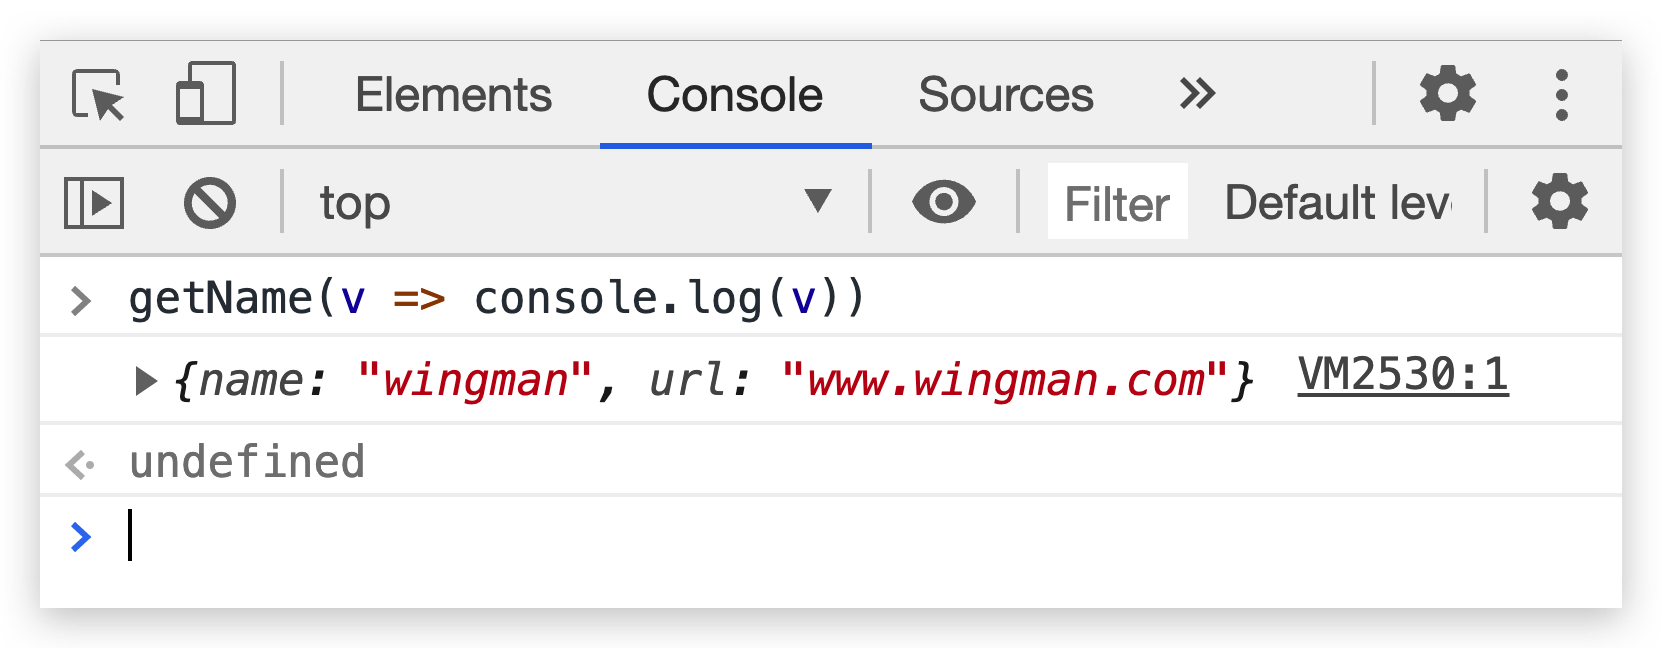 Elements Console Sources
top Filter Default lev
getName(v => console.log(v))
{name: "wingman", url: "www.wingman.com"} VM2530:1
undefined